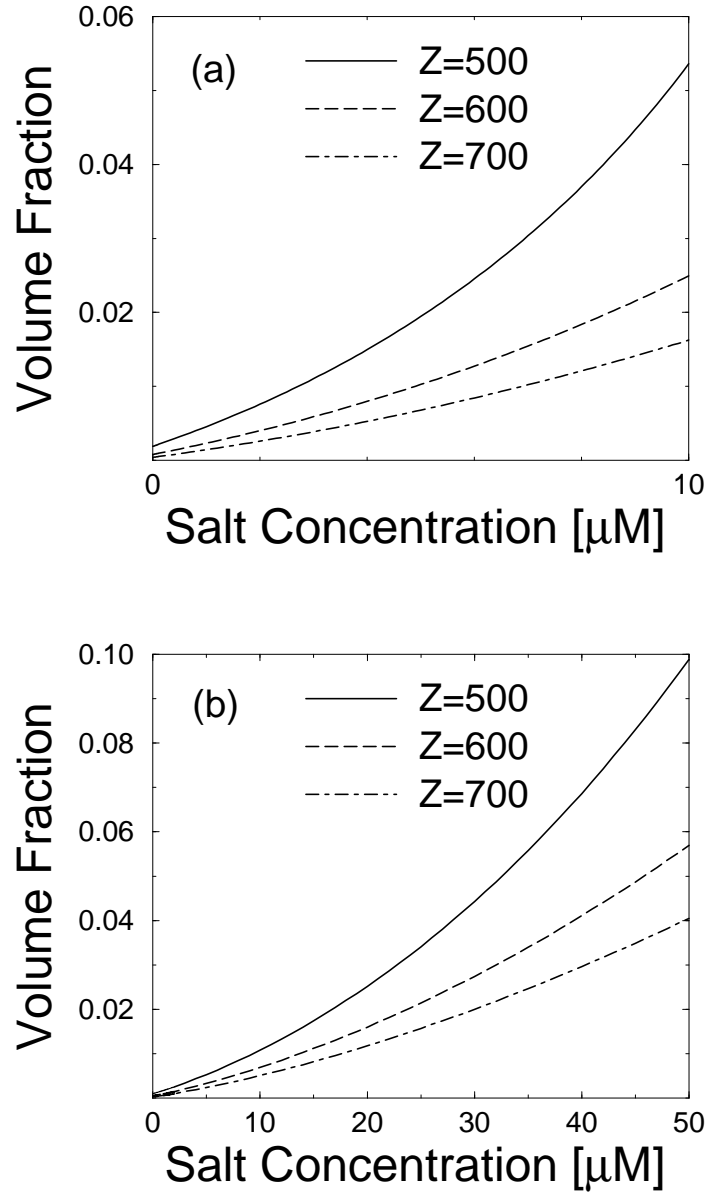 0.06
(a)
Z=500
Z=600
Z=700
0.04
0.02
Volume Fraction
0 10
Salt Concentration [μM]
0.10
(b)
Z=500
Z=600
Z=700
0.08
0.06
0.04
0.02
Volume Fraction
0 10 20 30 40 50
Salt Concentration [μM]